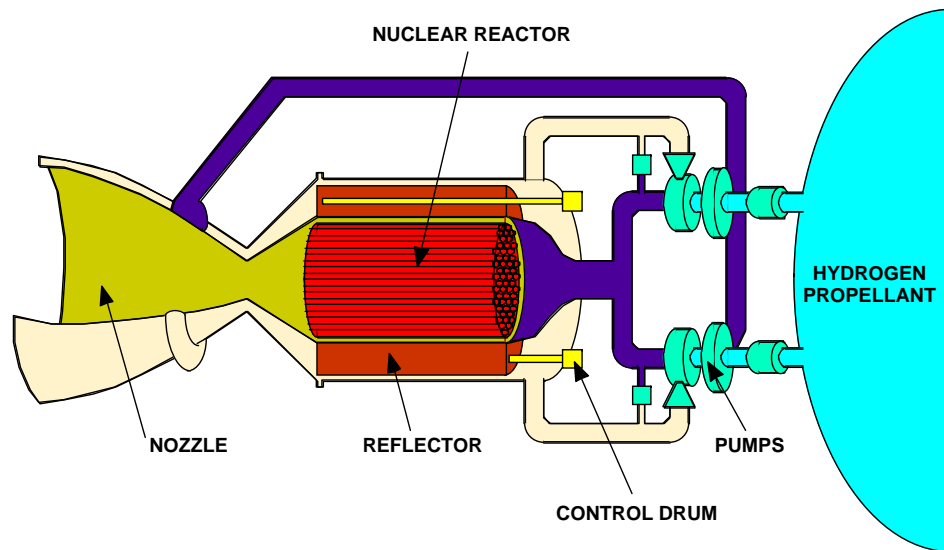 NUCLEAR REACTOR
HYDROGEN
PROPELLANT
NOZZLE
REFLECTOR
PUMPS
CONTROL DRUM